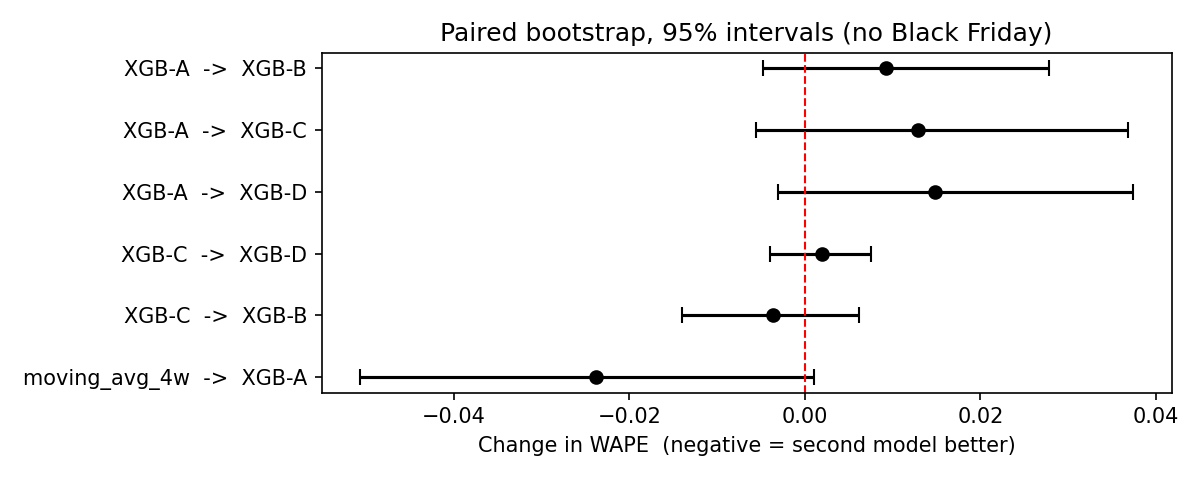 Paired bootstrap, 95% intervals (no Black Friday)
XGB-A -> XGB-B
XGB-A -> XGB-C
XGB-A -> XGB-D
XGB-C -> XGB-D
XGB-C -> XGB-B
moving_avg_4w -> XGB-A
−0.04 −0.02 0.00 0.02 0.04
Change in WAPE (negative = second model better)